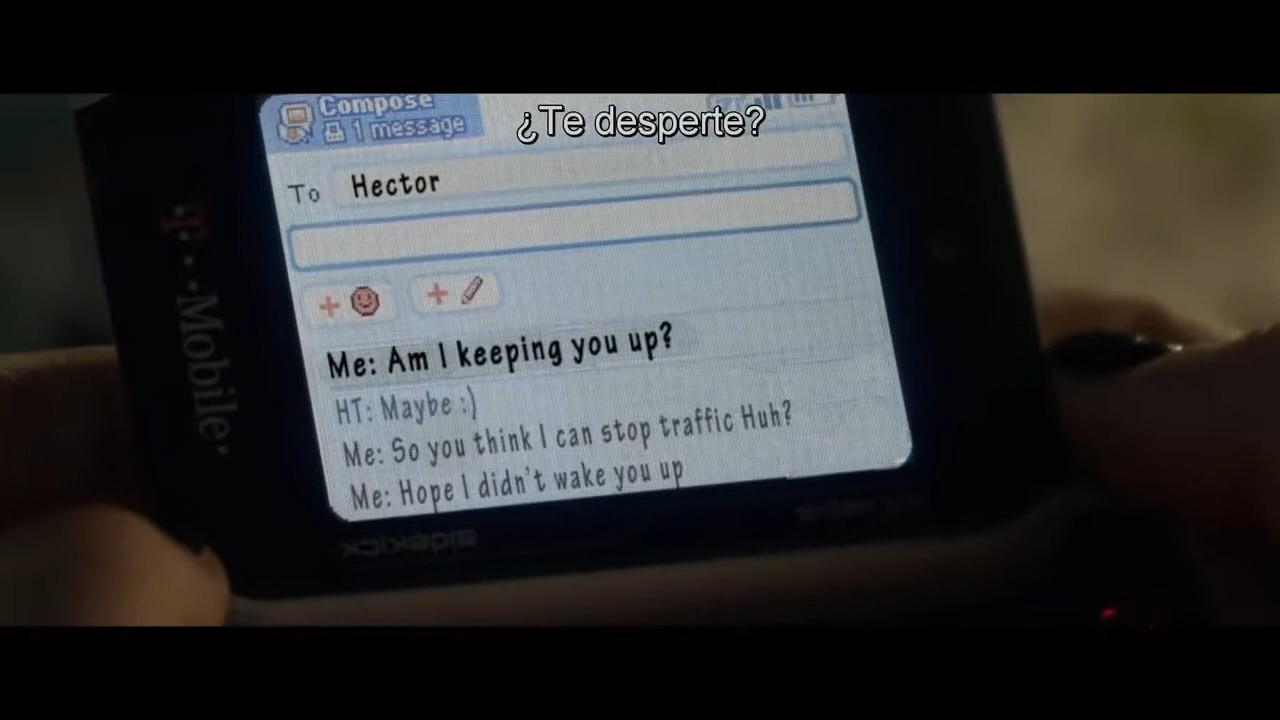 ¿Te desperte?
Compose
1 message
To Hector
Me: Am I keeping you up?
HT: Maybe :)
Me: So you think I can stop traffic Huh?
Me: Hope I didn't wake you up
T··Mobile·
sidekick